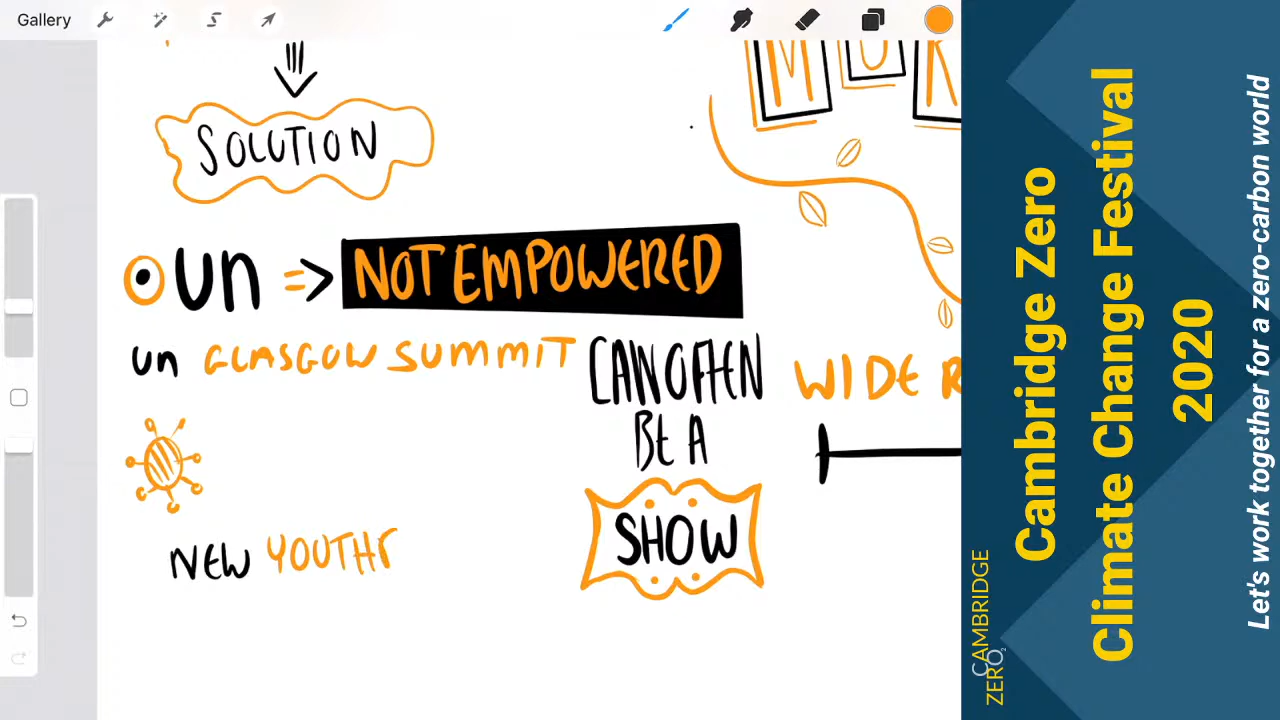 Gallery
SOLUTION
UN => NOT EMPOWERED
UN GLASGOW SUMMIT
CAN OFTEN
BE A
SHOW
WIDE R
NEW YOUTH
Cambridge Zero
Climate Change Festival
2020
Let's work together for a zero-carbon world
CAMBRIDGE
ZERO₂